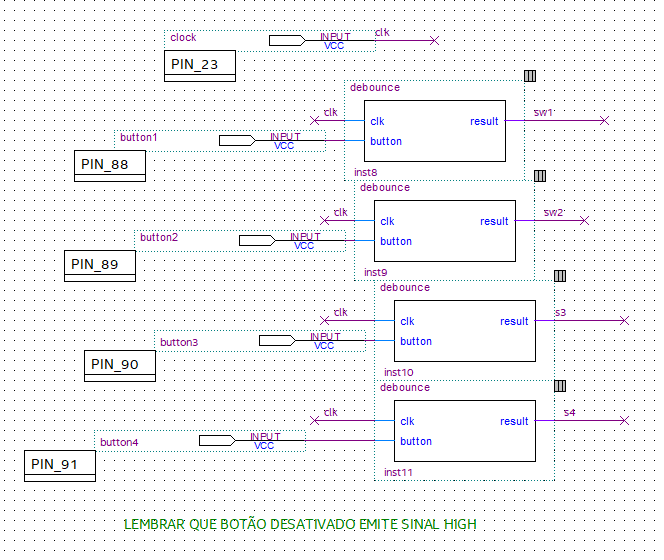 clock
INPUT
VCC
clk
PIN_23
debounce
clk
clk
result
sw1
button1
INPUT
VCC
button
PIN_88
inst8
debounce
clk
clk
result
sw2
button2
INPUT
VCC
button
PIN_89
inst9
debounce
clk
clk
result
s3
button3
INPUT
VCC
button
PIN_90
inst10
debounce
clk
clk
result
s4
button4
INPUT
VCC
button
PIN_91
inst11
LEMBRAR QUE BOTÃO DESATIVADO EMITE SINAL HIGH